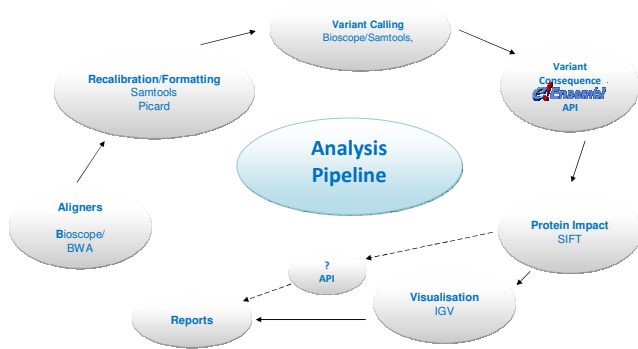 Variant Calling
Bioscope/Samtools,
Recalibration/Formatting
Samtools
Picard
Variant
Consequence
e!Ensembl
API
Analysis
Pipeline
Aligners
Bioscope/
BWA
Protein Impact
SIFT
?
API
Visualisation
IGV
Reports